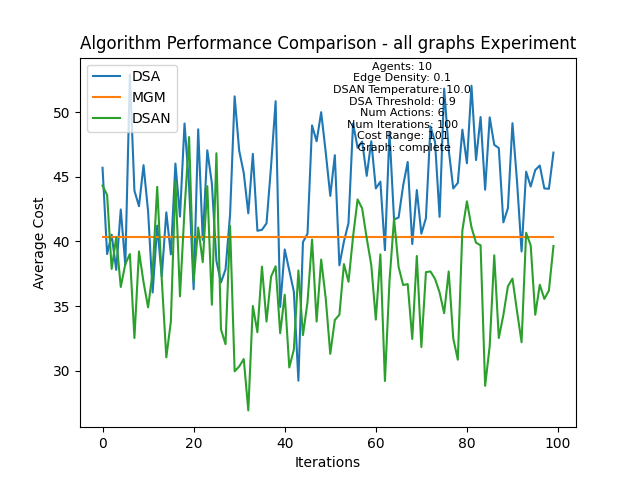 Algorithm Performance Comparison - all graphs Experiment
DSA
MGM
DSAN
Agents: 10
Edge Density: 0.1
DSAN Temperature: 10.0
DSA Threshold: 0.9
Num Actions: 6
Num Iterations: 100
Cost Range: 101
Graph: complete
Average Cost
50
45
40
35
30
0
20
40
60
80
100
Iterations